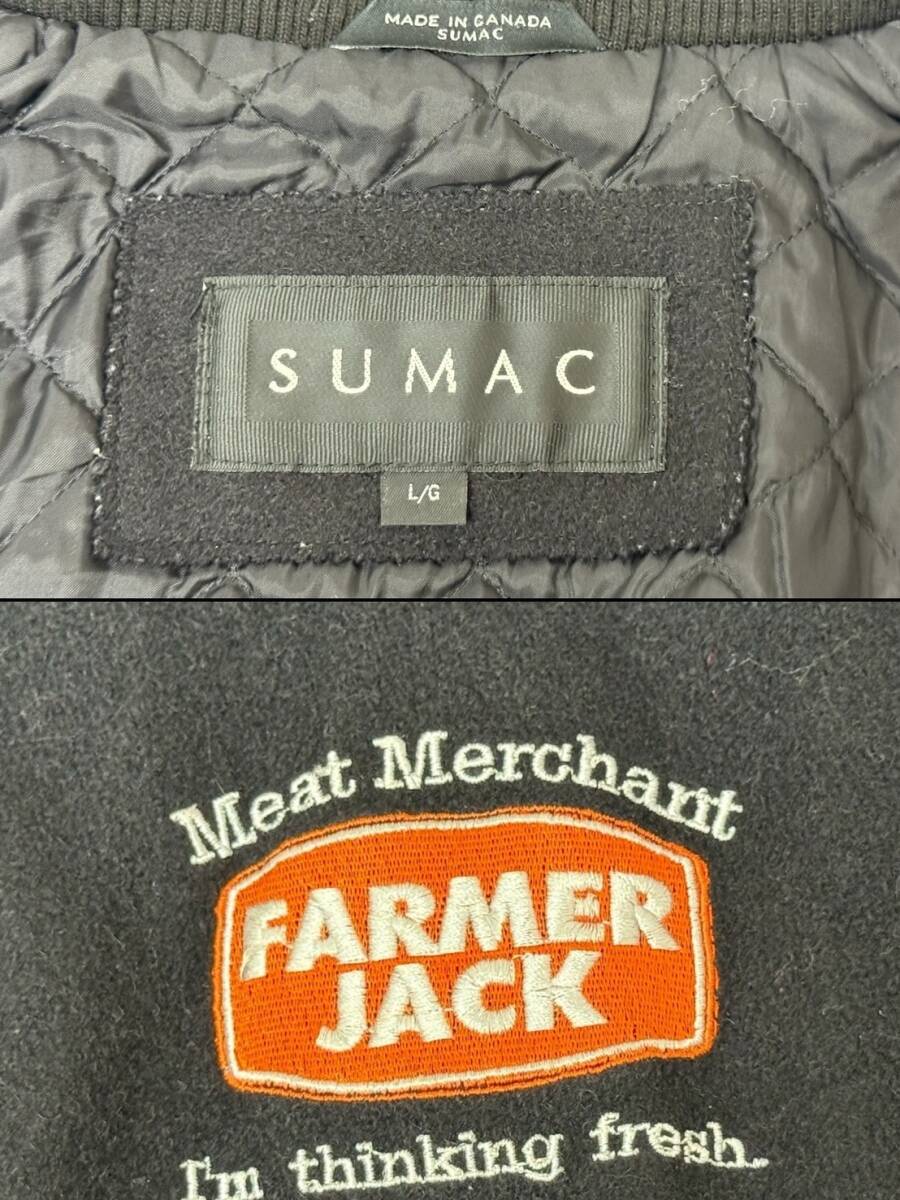 MADE IN CANADA
SUMAC
SUMAC
L/G
Meat Merchant
FARMER
JACK
I'm thinking fresh.